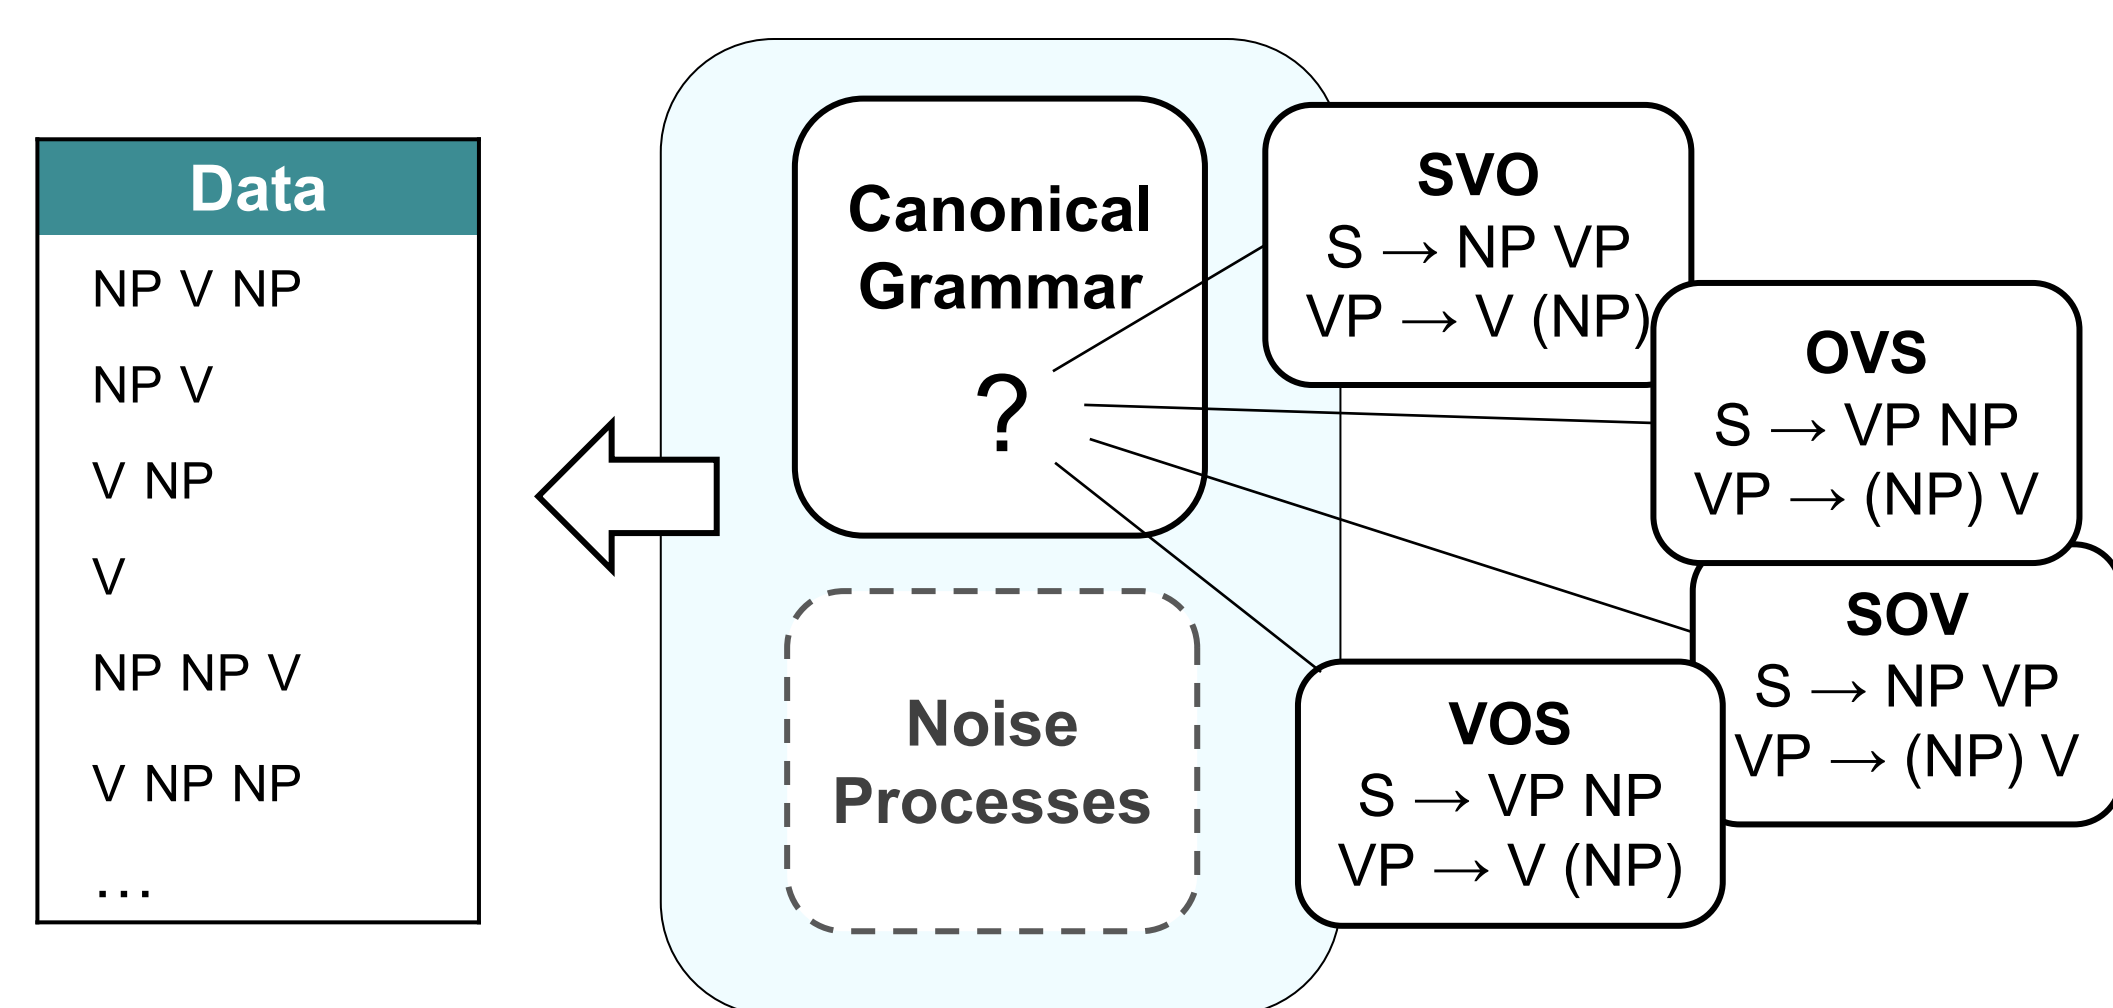 Data
NP V NP
NP V
V NP
V
NP NP V
V NP NP
…
Canonical
Grammar
?
Noise
Processes
SVO
S → NP VP
VP → V (NP)
OVS
S → VP NP
VP → (NP) V
SOV
S → NP VP
VP → (NP) V
VOS
S → VP NP
VP → V (NP)